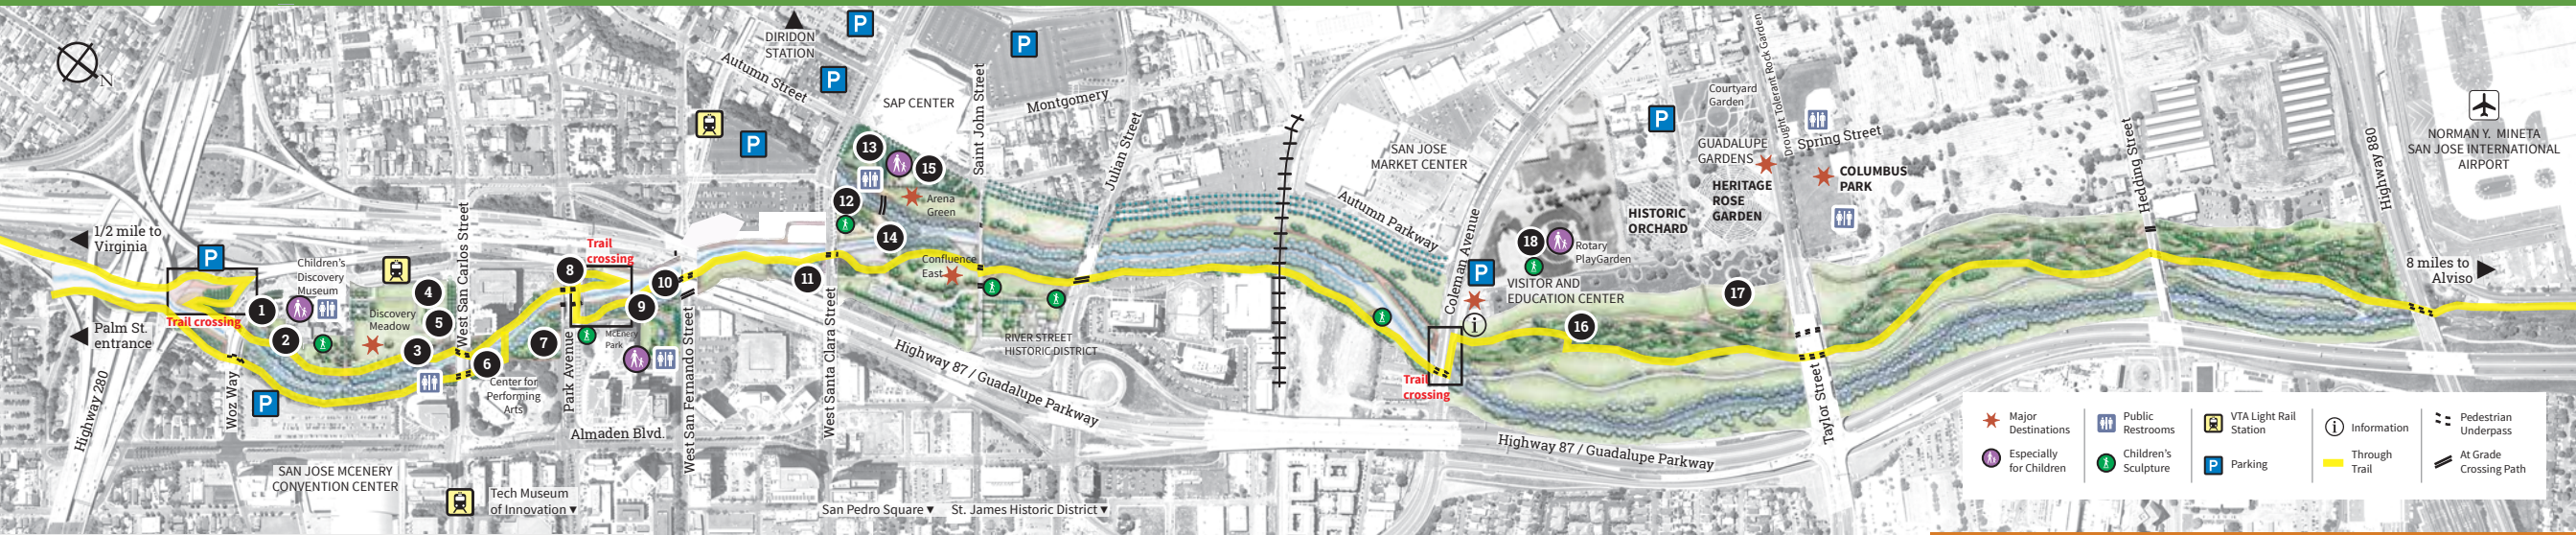 N
1/2 mile to
Virginia
Palm St.
entrance
Highway 280
Trail crossing
Woz Way
P
P
1
2
Children's
Discovery
Museum
Discovery
Meadow
3
4
5
West San Carlos Street
6
Center for
Performing
Arts
7
SAN JOSE MCENERY
CONVENTION CENTER
Tech Museum
of Innovation ▼
8
Trail
crossing
9
10
McEnery
Park
Park Avenue
Almaden Blvd.
West San Fernando Street
DIRIDON
STATION
Autumn Street
P
P
P
P
SAP CENTER
Saint John Street
Montgomery
Julian Street
13
15
12
Arena
Green
14
Confluence
East
11
West Santa Clara Street
RIVER STREET
HISTORIC DISTRICT
Highway 87 / Guadalupe Parkway
San Pedro Square ▼
St. James Historic District ▼
SAN JOSE
MARKET CENTER
Autumn Parkway
Coleman Avenue
Trail
crossing
P
i
18
Rotary
PlayGarden
VISITOR AND
EDUCATION CENTER
16
17
Highway 87 / Guadalupe Parkway
P
HISTORIC
ORCHARD
Courtyard
Garden
GUADALUPE
GARDENS
HERITAGE
ROSE
GARDEN
Drought Tolerant Rock Garden
Spring Street
COLUMBUS
PARK
Taylor Street
Hedding Street
Highway 880
NORMAN Y. MINETA
SAN JOSE INTERNATIONAL
AIRPORT
8 miles to
Alviso
Major
Destinations
Especially
for Children
Public
Restrooms
Children's
Sculpture
VTA Light Rail
Station
P
Parking
i
Information
Through
Trail
Pedestrian
Underpass
At Grade
Crossing Path